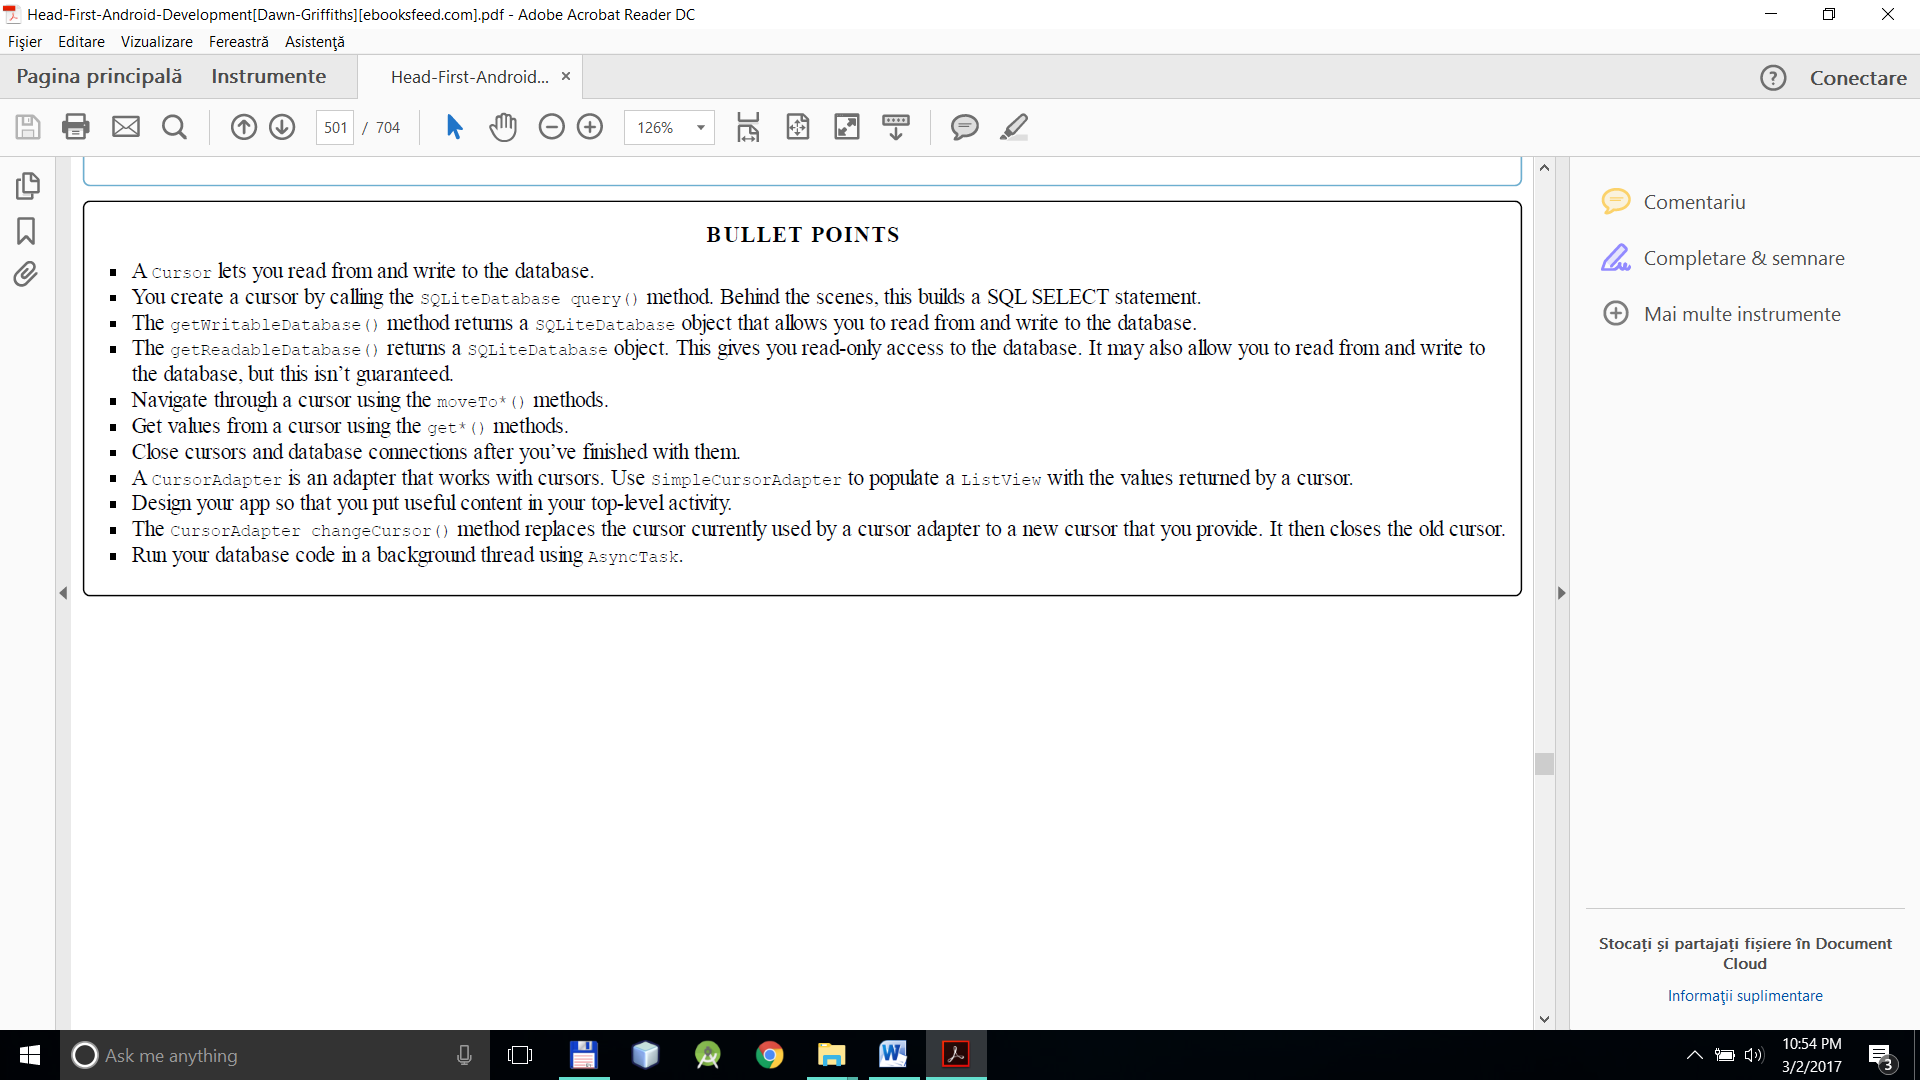 Head-First-Android-Development[Dawn-Griffiths][ebooksfeed.com].pdf - Adobe Acrobat Reader DC
Fişier Editare Vizualizare Fereastră Asistenţă
Pagina principală Instrumente Head-First-Android... × Conectare
501 / 704 126%
BULLET POINTS
▪ A Cursor lets you read from and write to the database.
▪ You create a cursor by calling the SQLiteDatabase query() method. Behind the scenes, this builds a SQL SELECT statement.
▪ The getWritableDatabase() method returns a SQLiteDatabase object that allows you to read from and write to the database.
▪ The getReadableDatabase() returns a SQLiteDatabase object. This gives you read-only access to the database. It may also allow you to read from and write to
the database, but this isn’t guaranteed.
▪ Navigate through a cursor using the moveTo*() methods.
▪ Get values from a cursor using the get*() methods.
▪ Close cursors and database connections after you’ve finished with them.
▪ A CursorAdapter is an adapter that works with cursors. Use SimpleCursorAdapter to populate a ListView with the values returned by a cursor.
▪ Design your app so that you put useful content in your top-level activity.
▪ The CursorAdapter changeCursor() method replaces the cursor currently used by a cursor adapter to a new cursor that you provide. It then closes the old cursor.
▪ Run your database code in a background thread using AsyncTask.
Comentariu
Completare & semnare
Mai multe instrumente
Stocați și partajați fișiere în Document
Cloud
Informaţii suplimentare
Ask me anything
10:54 PM
3/2/2017
3